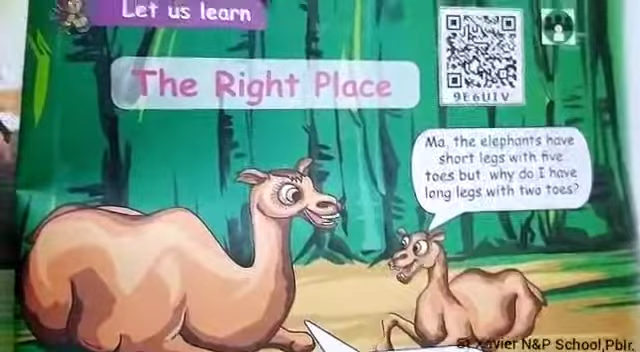 Let us learn
The Right Place
9E6U1V
Ma, the elephants have
short legs with five
toes but, why do I have
long legs with two toes?
St.Xavier N&P School,Pblr.